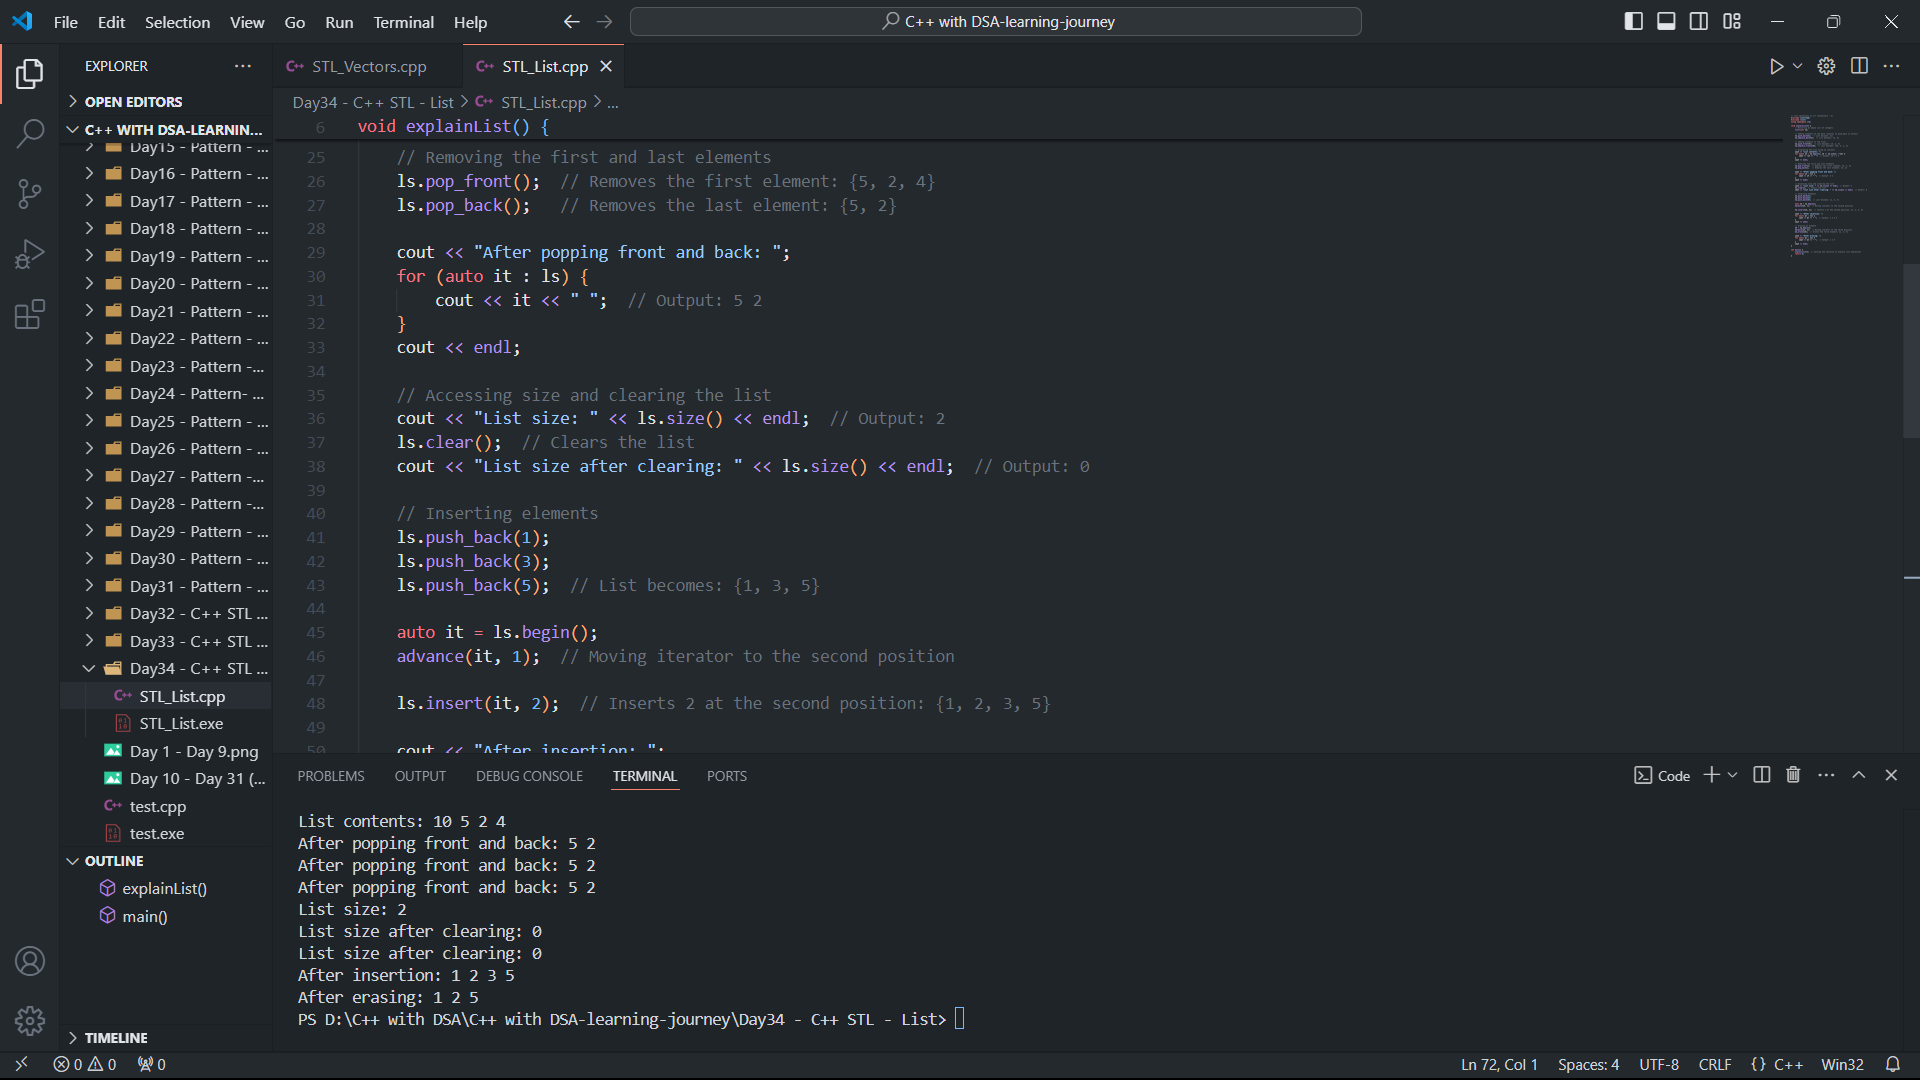 File Edit Selection View Go Run Terminal Help
C++ with DSA-learning-journey
EXPLORER
OPEN EDITORS
C++ WITH DSA-LEARNIN...
Day15 - Pattern - ...
Day16 - Pattern - ...
Day17 - Pattern - ...
Day18 - Pattern - ...
Day19 - Pattern - ...
Day20 - Pattern - ...
Day21 - Pattern - ...
Day22 - Pattern - ...
Day23 - Pattern -...
Day24 - Pattern- ...
Day25 - Pattern - ...
Day26 - Pattern - ...
Day27 - Pattern -...
Day28 - Pattern -...
Day29 - Pattern - ...
Day30 - Pattern - ...
Day31 - Pattern - ...
Day32 - C++ STL ...
Day33 - C++ STL ...
Day34 - C++ STL ...
C++ STL_List.cpp
STL_List.exe
Day 1 - Day 9.png
Day 10 - Day 31 (...
C++ test.cpp
test.exe
OUTLINE
explainList()
main()
TIMELINE
C++ STL_Vectors.cpp
C++ STL_List.cpp
Day34 - C++ STL - List > C++ STL_List.cpp > ...
6 void explainList() {
25 // Removing the first and last elements
26 ls.pop_front(); // Removes the first element: {5, 2, 4}
27 ls.pop_back(); // Removes the last element: {5, 2}
28
29 cout << "After popping front and back: ";
30 for (auto it : ls) {
31 cout << it << " "; // Output: 5 2
32 }
33 cout << endl;
34
35 // Accessing size and clearing the list
36 cout << "List size: " << ls.size() << endl; // Output: 2
37 ls.clear(); // Clears the list
38 cout << "List size after clearing: " << ls.size() << endl; // Output: 0
39
40 // Inserting elements
41 ls.push_back(1);
42 ls.push_back(3);
43 ls.push_back(5); // List becomes: {1, 3, 5}
44
45 auto it = ls.begin();
46 advance(it, 1); // Moving iterator to the second position
47
48 ls.insert(it, 2); // Inserts 2 at the second position: {1, 2, 3, 5}
49
50 cout << "After insertion: ";
PROBLEMS OUTPUT DEBUG CONSOLE TERMINAL PORTS
Code
List contents: 10 5 2 4
After popping front and back: 5 2
After popping front and back: 5 2
After popping front and back: 5 2
List size: 2
List size after clearing: 0
List size after clearing: 0
After insertion: 1 2 3 5
After erasing: 1 2 5
PS D:\C++ with DSA\C++ with DSA-learning-journey\Day34 - C++ STL - List>
0 0 0
Ln 72, Col 1 Spaces: 4 UTF-8 CRLF {} C++ Win32